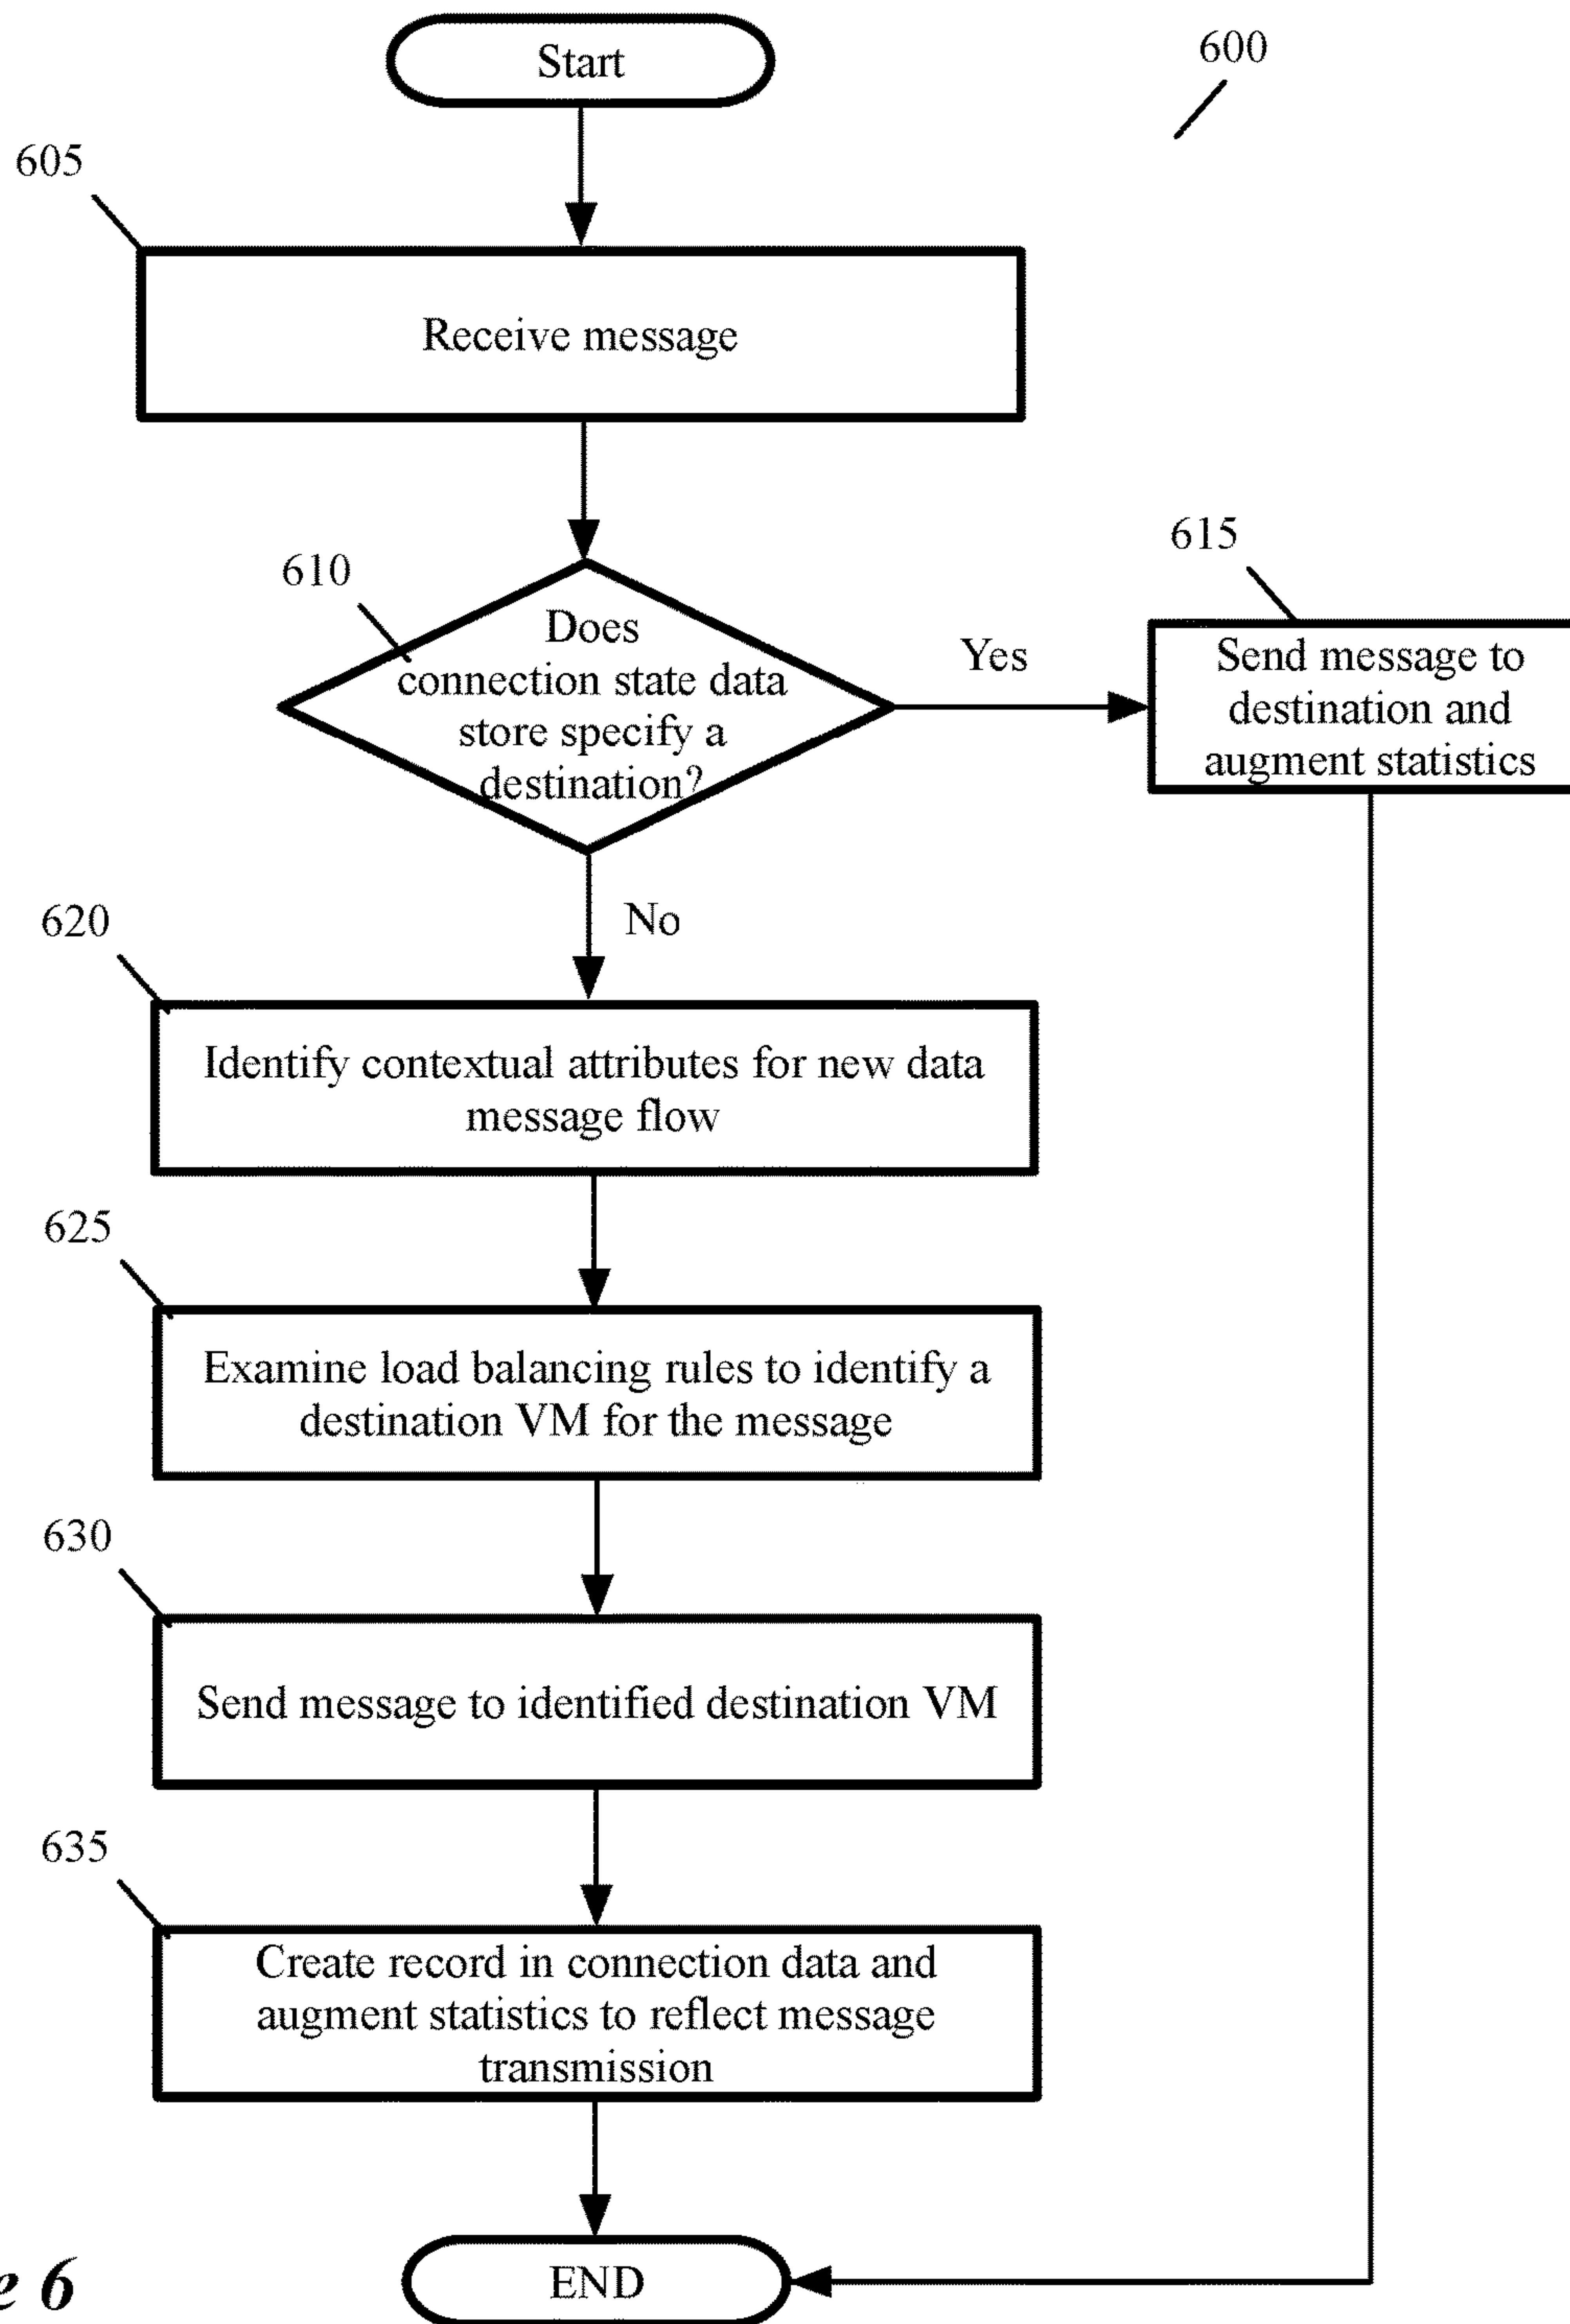 Start
600
605
Receive message
610
Does
connection state data
store specify a
destination?
Yes
615
Send message to
destination and
augment statistics
No
620
Identify contextual attributes for new data
message flow
625
Examine load balancing rules to identify a
destination VM for the message
630
Send message to identified destination VM
635
Create record in connection data and
augment statistics to reflect message
transmission
END
e 6